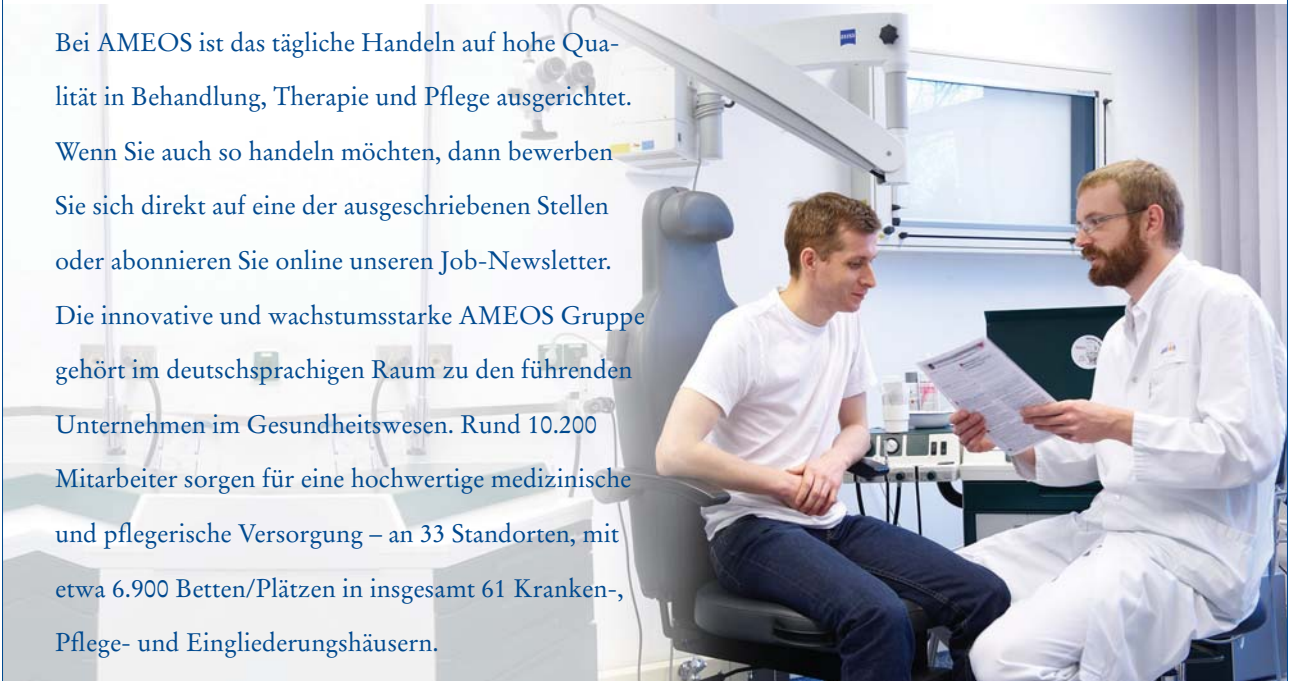 Bei AMEOS ist das tägliche Handeln auf hohe Qua-
lität in Behandlung, Therapie und Pflege ausgerichtet.
Wenn Sie auch so handeln möchten, dann bewerben
Sie sich direkt auf eine der ausgeschriebenen Stellen
oder abonnieren Sie online unseren Job-Newsletter.
Die innovative und wachstumsstarke AMEOS Gruppe
gehört im deutschsprachigen Raum zu den führenden
Unternehmen im Gesundheitswesen. Rund 10.200
Mitarbeiter sorgen für eine hochwertige medizinische
und pflegerische Versorgung – an 33 Standorten, mit
etwa 6.900 Betten/Plätzen in insgesamt 61 Kranken-,
Pflege- und Eingliederungshäusern.